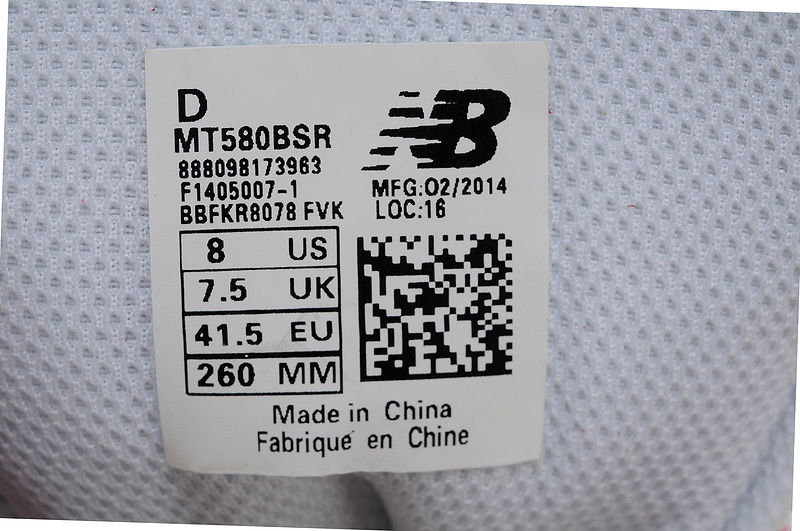 D
MT580BSR
888098173963
F1405007-1
BBFKR8078 FVK
NB
MFG:02/2014
LOC:16
8 US
7.5 UK
41.5 EU
260 MM
Made in China
Fabriqué en Chine